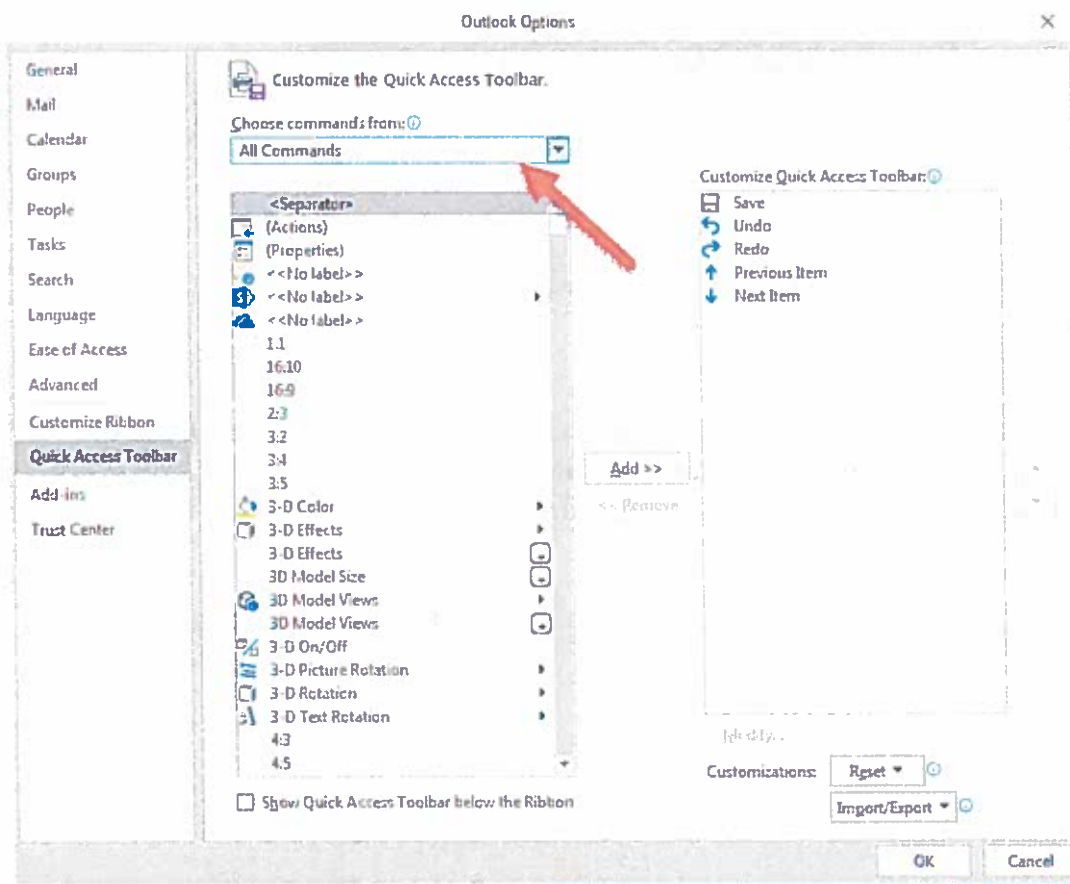 Outlook Options
General
Mail
Calendar
Groups
People
Tasks
Search
Language
Ease of Access
Advanced
Customize Ribbon
Quick Access Toolbar
Add-ins
Trust Center
Customize the Quick Access Toolbar.
Choose commands from:
All Commands
<Separator>
(Actions)
(Properties)
<<No label>>
<<No label>>
<<No label>>
1:1
16:10
16:9
2:3
3:2
3:4
3:5
3-D Color
3-D Effects
3-D Effects
3D Model Size
3D Model Views
3D Model Views
3-D On/Off
3-D Picture Rotation
3-D Rotation
3-D Text Rotation
4:3
4:5
Show Quick Access Toolbar below the Ribbon
Add >>
<< Remove
Customize Quick Access Toolbar:
Save
Undo
Redo
Previous Item
Next Item
Modify...
Customizations:
Reset
Import/Export
OK
Cancel